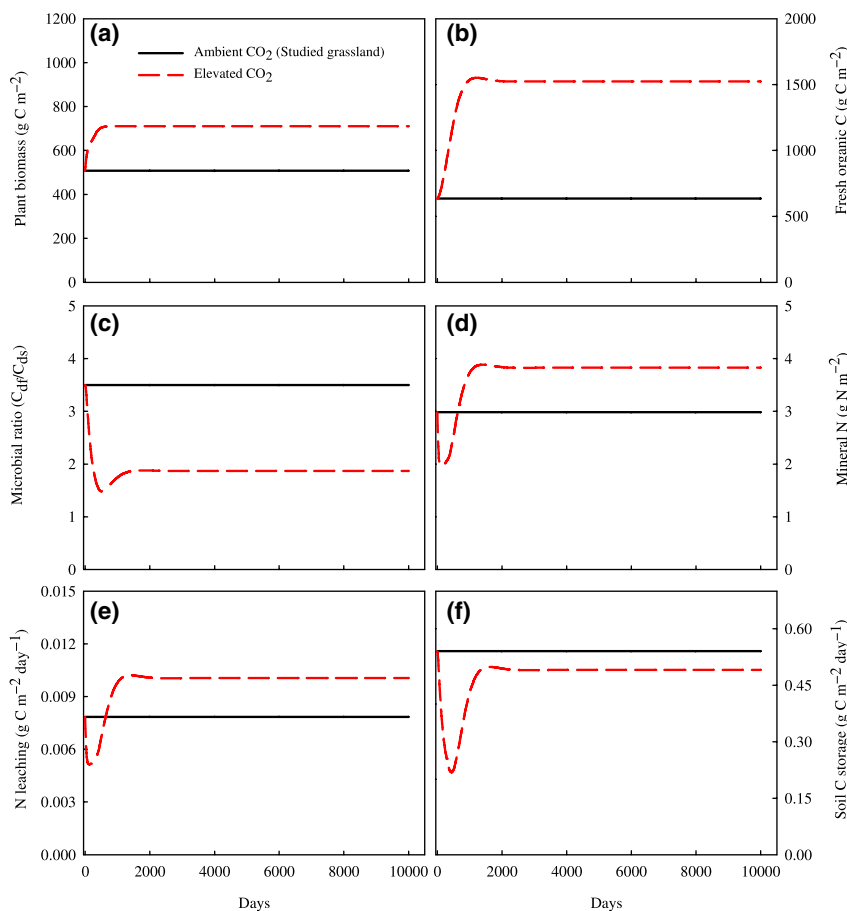 (a)
Ambient CO₂ (Studied grassland)
Elevated CO₂
1200
1000
800
600
400
200
0
Plant biomass (g C m⁻²)
(b)
2000
1500
1000
500
0
Fresh organic C (g C m⁻²)
(c)
5
4
3
2
1
0
Microbial ratio (C_df/C_ds)
(d)
5
4
3
2
1
0
Mineral N (g N m⁻²)
(e)
0.015
0.012
0.009
0.006
0.003
0.000
N leaching (g C m⁻² day⁻¹)
0 2000 4000 6000 8000 10000
Days
(f)
0.60
0.45
0.30
0.15
0.00
Soil C storage (g C m⁻² day⁻¹)
0 2000 4000 6000 8000 10000
Days